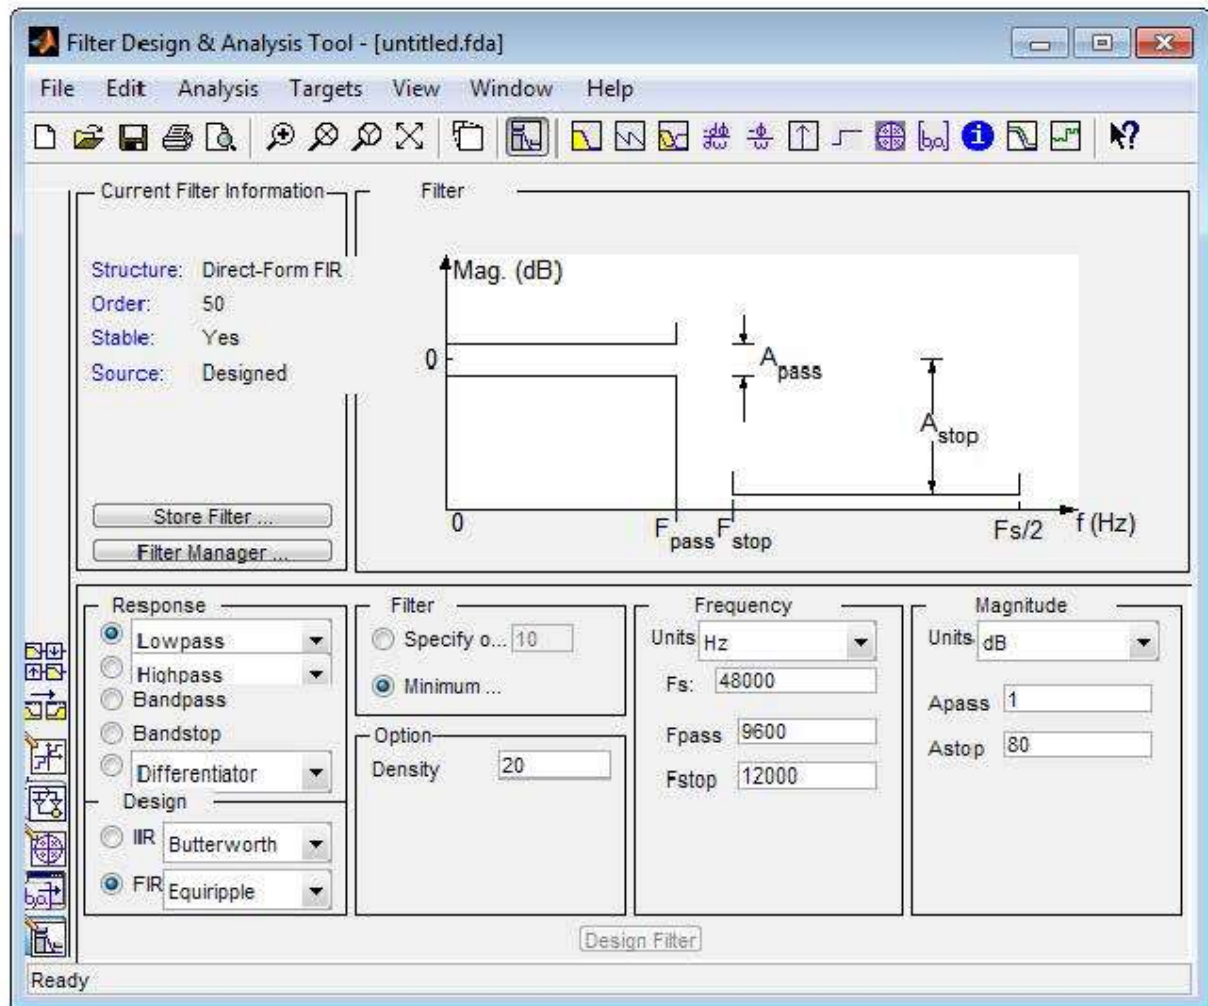 Filter Design & Analysis Tool - [untitled.fda]
File Edit Analysis Targets View Window Help
Current Filter Information
Structure: Direct-Form FIR
Order: 50
Stable: Yes
Source: Designed
Store Filter ...
Filter Manager ...
Filter
Mag. (dB)
0
A pass
A stop
0
F pass F stop
Fs/2
f (Hz)
Response
Lowpass
Highpass
Bandpass
Bandstop
Differentiator
Design
IIR Butterworth
FIR Equiripple
Filter
Specify o... 10
Minimum ...
Option
Density 20
Frequency
Units Hz
Fs: 48000
Fpass 9600
Fstop 12000
Magnitude
Units dB
Apass 1
Astop 80
Design Filter
Ready